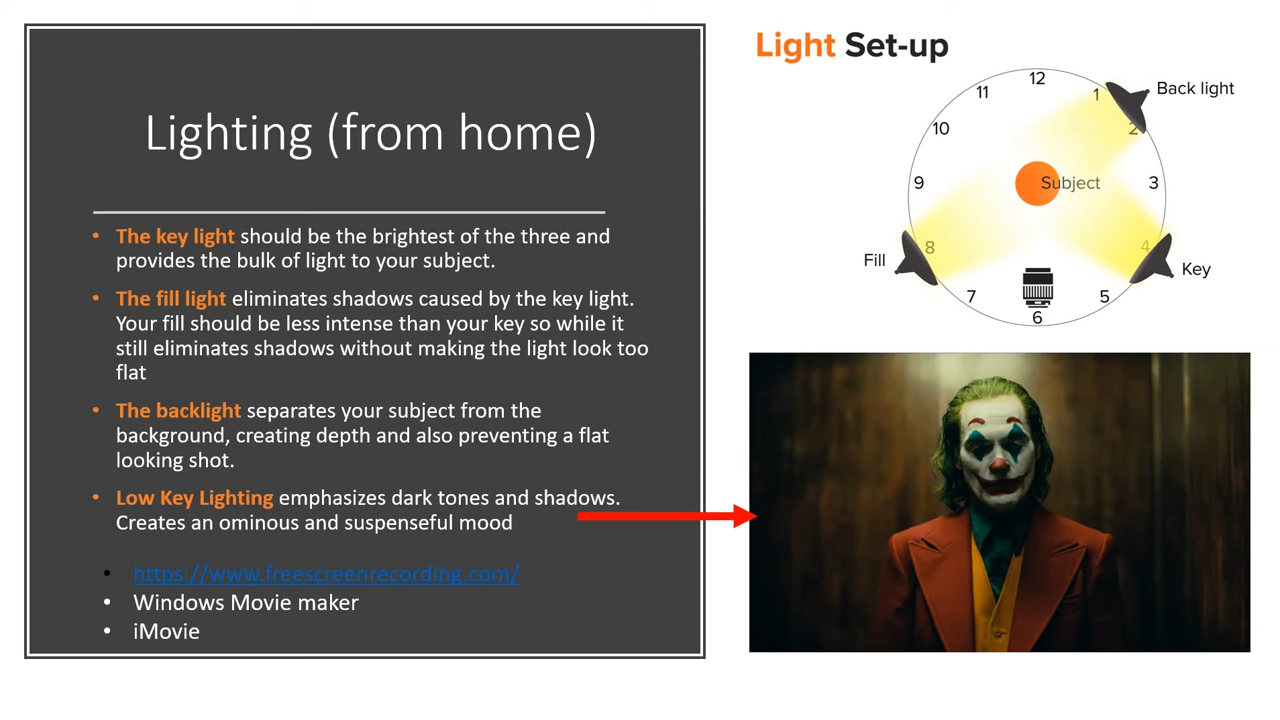 Lighting (from home)
• The key light should be the brightest of the three and
provides the bulk of light to your subject.
• The fill light eliminates shadows caused by the key light.
Your fill should be less intense than your key so while it
still eliminates shadows without making the light look too
flat
• The backlight separates your subject from the
background, creating depth and also preventing a flat
looking shot.
• Low Key Lighting emphasizes dark tones and shadows.
Creates an ominous and suspenseful mood
• https://www.freescreenrecording.com/
• Windows Movie maker
• iMovie
Light Set-up
12
11
1
Back light
10
2
9
Subject
3
Fill
8
4
Key
7
5
6